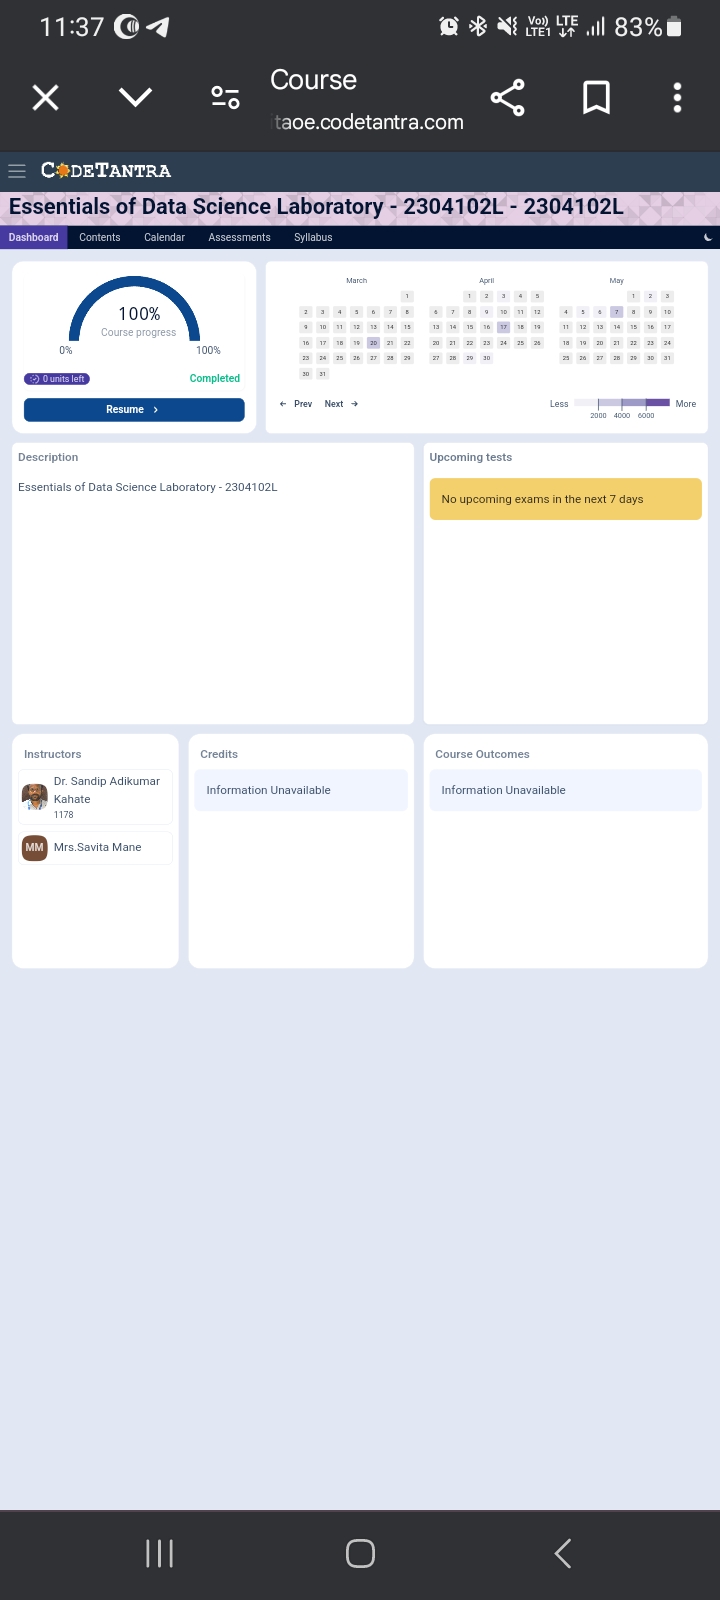 11:37
Vo)) LTE
LTE1
83%
Course
taoe.codetantra.com
CODETANTRA
Essentials of Data Science Laboratory - 2304102L - 2304102L
Dashboard Contents Calendar Assessments Syllabus
100%
Course progress
0% 100%
0 units left Completed
Resume
March
1
2 3 4 5 6 7 8
9 10 11 12 13 14 15
16 17 18 19 20 21 22
23 24 25 26 27 28 29
30 31
April
1 2 3 4 5
6 7 8 9 10 11 12
13 14 15 16 17 18 19
20 21 22 23 24 25 26
27 28 29 30
May
1 2 3
4 5 6 7 8 9 10
11 12 13 14 15 16 17
18 19 20 21 22 23 24
25 26 27 28 29 30 31
Prev Next
Less More
2000 4000 6000
Description
Essentials of Data Science Laboratory - 2304102L
Upcoming tests
No upcoming exams in the next 7 days
Instructors
Dr. Sandip Adikumar
Kahate
1178
MM Mrs.Savita Mane
Credits
Information Unavailable
Course Outcomes
Information Unavailable